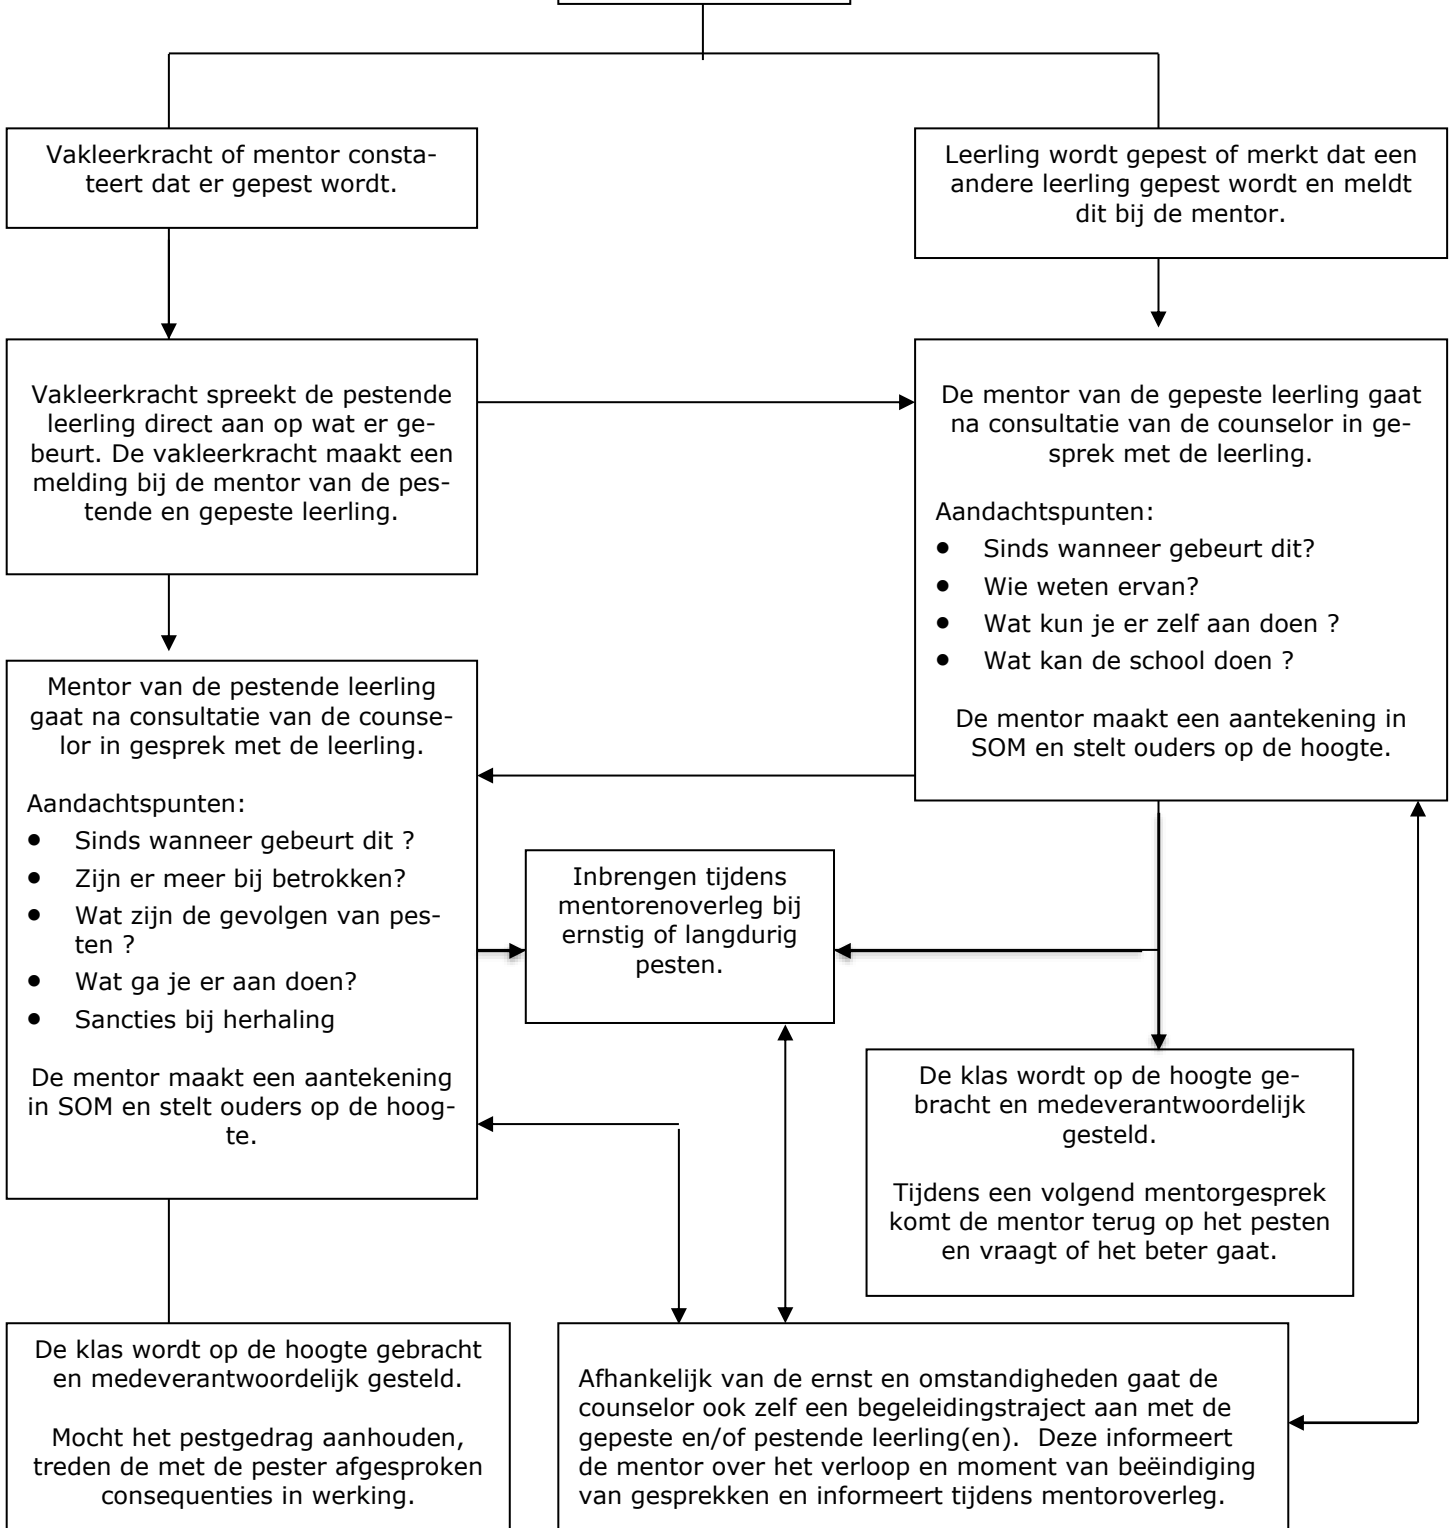 Vakleerkracht of mentor consta-
teert dat er gepest wordt.
Leerling wordt gepest of merkt dat een
andere leerling gepest wordt en meldt
dit bij de mentor.
Vakleerkracht spreekt de pestende
leerling direct aan op wat er ge-
beurt. De vakleerkracht maakt een
melding bij de mentor van de pes-
tende en gepeste leerling.
De mentor van de gepeste leerling gaat
na consultatie van de counselor in ge-
sprek met de leerling.
Aandachtspunten:
• Sinds wanneer gebeurt dit?
• Wie weten ervan?
• Wat kun je er zelf aan doen ?
• Wat kan de school doen ?
De mentor maakt een aantekening in
SOM en stelt ouders op de hoogte.
Mentor van de pestende leerling
gaat na consultatie van de counse-
lor in gesprek met de leerling.
Aandachtspunten:
• Sinds wanneer gebeurt dit ?
• Zijn er meer bij betrokken?
• Wat zijn de gevolgen van pes-
ten ?
• Wat ga je er aan doen?
• Sancties bij herhaling
De mentor maakt een aantekening
in SOM en stelt ouders op de hoog-
te.
Inbrengen tijdens
mentorenoverleg bij
ernstig of langdurig
pesten.
De klas wordt op de hoogte ge-
bracht en medeverantwoordelijk
gesteld.
Tijdens een volgend mentorgesprek
komt de mentor terug op het pesten
en vraagt of het beter gaat.
De klas wordt op de hoogte gebracht
en medeverantwoordelijk gesteld.
Mocht het pestgedrag aanhouden,
treden de met de pester afgesproken
consequenties in werking.
Afhankelijk van de ernst en omstandigheden gaat de
counselor ook zelf een begeleidingstraject aan met de
gepeste en/of pestende leerling(en).  Deze informeert
de mentor over het verloop en moment van beëindiging
van gesprekken en informeert tijdens mentoroverleg.